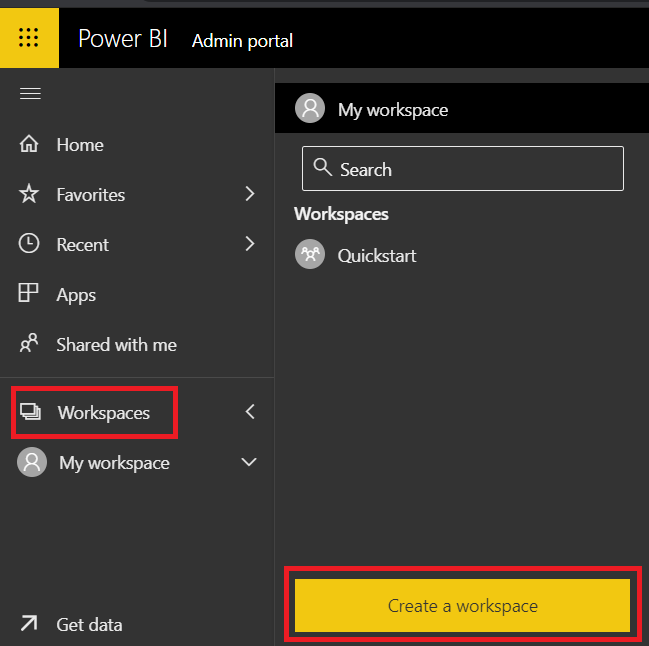 Power BI Admin portal
Home
Favorites
Recent
Apps
Shared with me
Workspaces
My workspace
Get data
My workspace
Search
Workspaces
Quickstart
Create a workspace